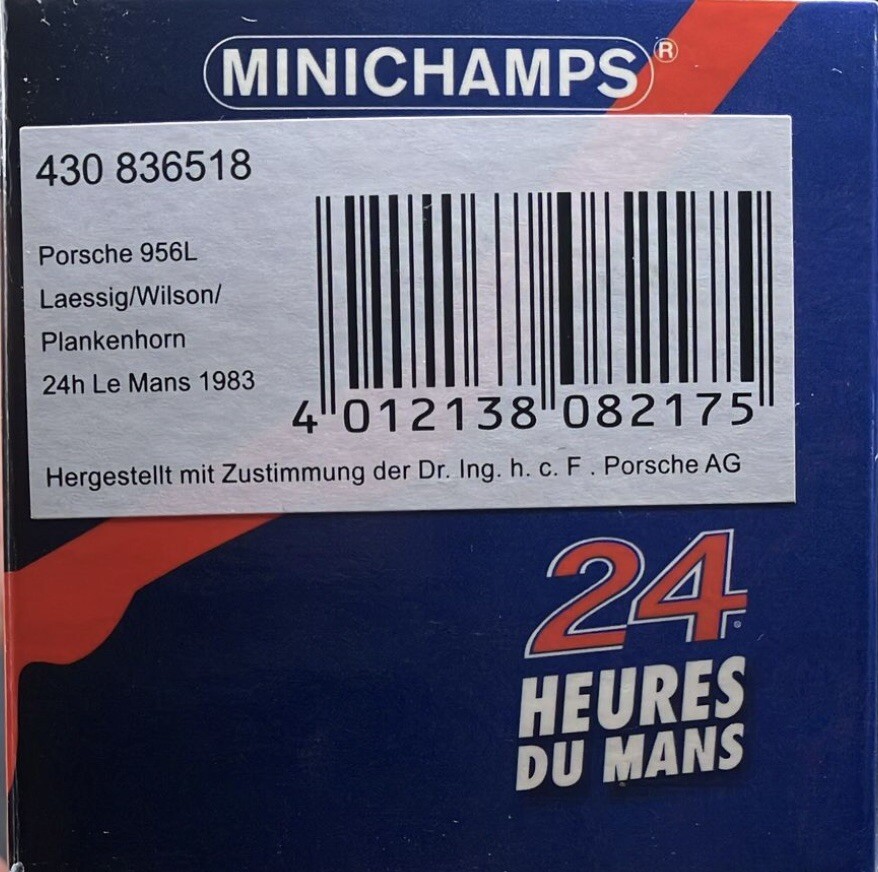 MINICHAMPS®
430 836518
Porsche 956L
Laessig/Wilson/
Plankenhorn
24h Le Mans 1983
4 012138 082175
Hergestellt mit Zustimmung der Dr. Ing. h. c. F . Porsche AG
24
HEURES
DU MANS